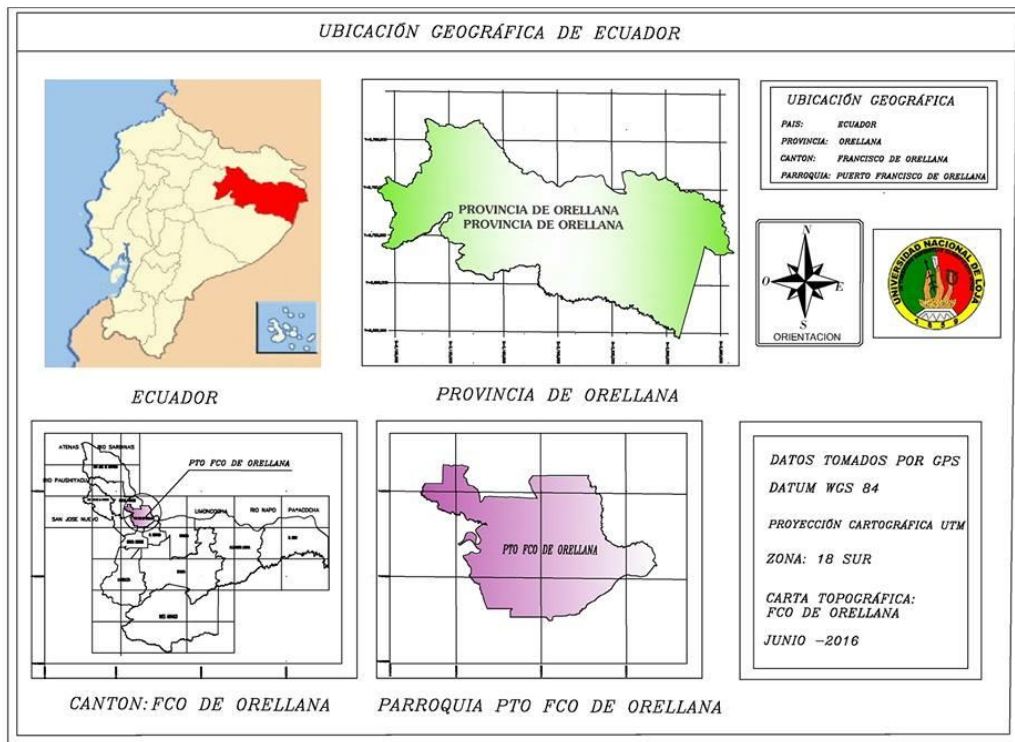 UBICACIÓN GEOGRÁFICA DE ECUADOR
ECUADOR
PROVINCIA DE ORELLANA
PROVINCIA DE ORELLANA
PROVINCIA DE ORELLANA
UBICACIÓN GEOGRÁFICA
PAIS: ECUADOR
PROVINCIA: ORELLANA
CANTON: FRANCISCO DE ORELLANA
PARROQUIA: PUERTO FRANCISCO DE ORELLANA
N
O E
S
ORIENTACION
UNIVERSIDAD NACIONAL DE LOJA
1859
ATENAS RIO SARDINAS
PTO FCO DE ORELLANA
SAN JOSE NUEVO
LIMONCOCHA RIO NAPO PAÑACOCHA
CANTON: FCO DE ORELLANA
PTO FCO DE ORELLANA
PARROQUIA PTO FCO DE ORELLANA
DATOS TOMADOS POR GPS
DATUM WGS 84
PROYECCIÓN CARTOGRÁFICA UTM
ZONA: 18 SUR
CARTA TOPOGRÁFICA:
FCO DE ORELLANA
JUNIO -2016